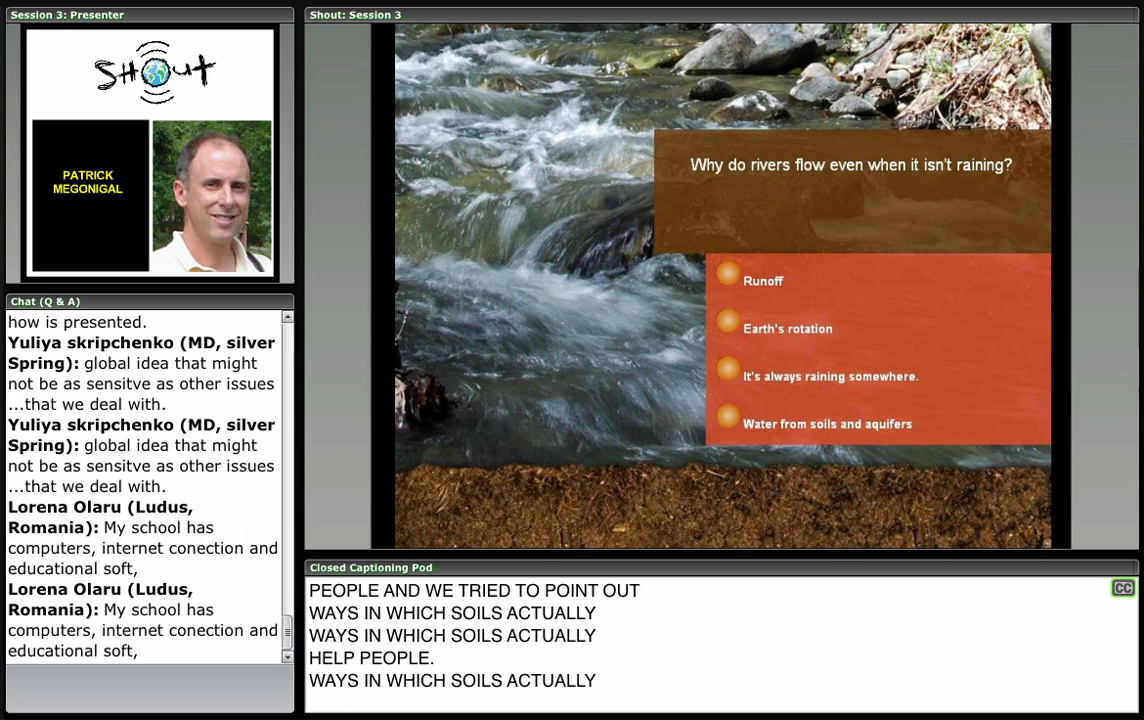 Session 3: Presenter
SHOut
PATRICK
MEGONIGAL
Chat (Q & A)
how is presented.
Yuliya skripchenko (MD, silver
Spring): global idea that might
not be as sensitve as other issues
...that we deal with.
Yuliya skripchenko (MD, silver
Spring): global idea that might
not be as sensitve as other issues
...that we deal with.
Lorena Olaru (Ludus,
Romania): My school has
computers, internet conection and
educational soft,
Lorena Olaru (Ludus,
Romania): My school has
computers, internet conection and
educational soft,
Shout: Session 3
Why do rivers flow even when it isn't raining?
Runoff
Earth's rotation
It's always raining somewhere.
Water from soils and aquifers
Closed Captioning Pod
CC
PEOPLE AND WE TRIED TO POINT OUT
WAYS IN WHICH SOILS ACTUALLY
WAYS IN WHICH SOILS ACTUALLY
HELP PEOPLE.
WAYS IN WHICH SOILS ACTUALLY